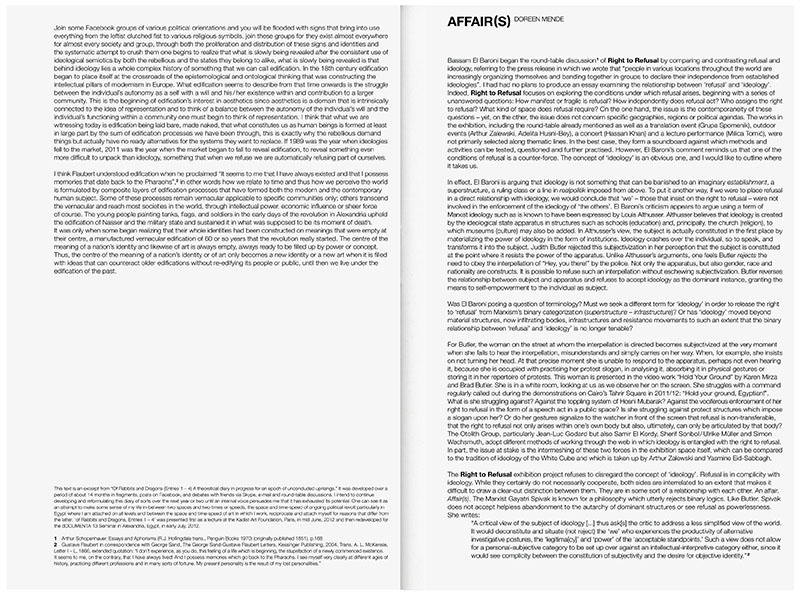 Join some Facebook groups of various political orientations and you will be flooded with signs that bring into use
everything from the leftist clutched fist to various religious symbols. join these groups for they exist almost everywhere
for almost every society and group, through both the proliferation and distribution of these signs and identities and
the systematic attempt to crush them one begins to realize that what is slowly being revealed after the consistent use of
ideological semiotics by both the rebellious and the states they belong to alike, what is slowly being revealed is that
behind ideology lies a whole complex history of something that we can call edification. In the 18th century edification
began to place itself at the crossroads of the epistemological and ontological thinking that was constructing the
intellectual pillars of modernism in Europe. What edification seems to describe from that time onwards is the struggle
between the individual's autonomy as a self with a will and his / her existence within and contribution to a larger
community. This is the beginning of edification's interest in aesthetics since aesthetics is a domain that is intrinsically
connected to the idea of representation and to think of a balance between the autonomy of the individual's will and the
individual's functioning within a community one must begin to think of representation. I think that what we are
witnessing today is edification being laid bare, made naked, that what constitutes us as human beings is formed at least
in large part by the sum of edification processes we have been through, this is exactly why the rebellious demand
things but actually have no ready alternatives for the systems they want to replace. If 1989 was the year when ideologies
fell to the market, 2011 was the year when the market began to fail to reveal edification, to reveal something even
more difficult to unpack than ideology, something that when we refuse we are automatically refusing part of ourselves.
I think Flaubert understood edification when he proclaimed "It seems to me that I have always existed and that I possess
memories that date back to the Pharaohs",² in other words how we relate to time and thus how we perceive the world
is formulated by composite layers of edification processes that have formed both the modern and the contemporary
human subject. Some of these processes remain vernacular applicable to specific communities only; others transcend
the vernacular and reach most societies in the world, through intellectual power, economic influence or sheer force
of course. The young people painting tanks, flags, and soldiers in the early days of the revolution in Alexandria uphold
the edification of Nasser and the military state and sustained it in what was supposed to be its moment of death.
It was only when some began realizing that their whole identities had been constructed on meanings that were empty at
their centre, a manufactured vernacular edification of 60 or so years that the revolution really started. The centre of the
meaning of a nation's identity and likewise of art is always empty, always ready to be filled up by power or concept.
Thus, the centre of the meaning of a nation's identity or of art only becomes a new identity or a new art when it is filled
with ideas that can counteract older edifications without re-edifying its people or public, until then we live under the
edification of the past.
This text is an excerpt from "Of Rabbits and Dragons (Entries 1 – 4) A theoretical diary in progress for an epoch of unconducted uprisings." It was developed over a
period of about 14 months in fragments, posts on Facebook, and debates with friends via Skype, e-mail and round-table discussions. I intend to continue
developing and reformulating this diary of sorts over the next year or two until an internal voice persuades me that it has exhausted its potential. One can see it as
an attempt to make some sense of my life in between two spaces and two times or speeds, the space and time-speed of ongoing political revolt particularly in
Egypt where I am attached on all levels and between the space and time-speed of art in which I work, reciprocate and attach myself for reasons that differ from
the latter. 'of Rabbits and Dragons, Entries 1 – 4' was presented first as a lecture at the Kadist Art Foundation, Paris, in mid June, 2012 and then redeveloped for
the dOCUMENTA 13 Seminar in Alexandria, Egypt, in early July, 2012.
1 Arthur Schopenhauer: Essays and Aphorisms (R.J. Hollingdale trans., Penguin Books 1970) (originally published 1851), p.168
2 Gustave Flaubert in correspondence with George Sand, The George Sand-Gustave Flaubert Letters, Kessinger Publishing, 2004, Trans. A. L. McKensie,
Letter I – L, 1866, extended quotation: 'I don't experience, as you do, this feeling of a life which is beginning, the stupefaction of a newly commenced existence.
It seems to me, on the contrary, that I have always lived! And I possess memories which go back to the Pharaohs. I see myself very clearly at different ages of
history, practicing different professions and in many sorts of fortune. My present personality is the result of my lost personalities."
AFFAIR(S) DOREEN MENDE
Bassam El Baroni began the round-table discussion¹ of Right to Refusal by comparing and contrasting refusal and
ideology, referring to the press release in which we wrote that "people in various locations throughout the world are
increasingly organizing themselves and banding together in groups to declare their independence from established
ideologies". I had had no plans to produce an essay examining the relationship between 'refusal' and 'ideology'.
Indeed, Right to Refusal focuses on exploring the conditions under which refusal arises, beginning with a series of
unanswered questions: How manifest or fragile is refusal? How independently does refusal occur? Who assigns the right
to refusal? What kind of space does refusal require? On the one hand, the issue is the contemporaneity of these
questions – yet, on the other, the issue does not concern specific geographies, regions or political agendas. The works in
the exhibition, including the round-table already mentioned as well as a translation event (Grupa Spomenik), outdoor
events (Arthur Zalewski, Adelita Husni-Bey), a concert (Hassan Khan) and a lecture performance (Milica Tomić), were
not primarily selected along thematic lines. In the best case, they form a soundboard against which methods and
activities can be tested, questioned and further practised. However, El Baroni's comment reminds us that one of the
conditions of refusal is a counter-force. The concept of 'ideology' is an obvious one, and I would like to outline where
it takes us.
In effect, El Baroni is arguing that ideology is not something that can be banished to an imaginary establishment, a
superstructure, a ruling class or a line in realpolitik imposed from above. To put it another way, if we were to place refusal
in a direct relationship with ideology, we would conclude that 'we' – those that insist on the right to refusal – were not
involved in the enforcement of the ideology of 'the others'. El Baroni's criticism appears to argue using a term of
Marxist ideology such as is known to have been expressed by Louis Althusser. Althusser believes that ideology is created
by the ideological state apparatus in structures such as schools (education) and, principally, the church (religion), to
which museums (culture) may also be added. In Althusser's view, the subject is actually constituted in the first place by
materializing the power of ideology in the form of institutions. Ideology crashes over the individual, so to speak, and
transforms it into the subject. Judith Butler rejected this subjectivization in her perception that the subject is constituted
at the point where it resists the power of the apparatus. Unlike Althusser's arguments, one feels Butler rejects the
need to obey the interpellation of "Hey, you there!" by the police. Not only the apparatus, but also gender, race and
nationality are constructs. It is possible to refuse such an interpellation without eschewing subjectivization. Butler reverses
the relationship between subject and apparatus and refuses to accept ideology as the dominant instance, granting the
means to self-empowerment to the individual as subject.
Was El Baroni posing a question of terminology? Must we seek a different term for 'ideology' in order to release the right
to 'refusal' from Marxism's binary categorization (superstructure – infrastructure)? Or has 'ideology' moved beyond
material structures, now infiltrating bodies, infrastructures and resistance movements to such an extent that the binary
relationship between 'refusal' and 'ideology' is no longer tenable?
For Butler, the woman on the street at whom the interpellation is directed becomes subjectivized at the very moment
when she fails to hear the interpellation, misunderstands and simply carries on her way. When, for example, she insists
on not turning her head. At that precise moment she is unable to respond to the apparatus, perhaps not even hearing
it, because she is occupied with practising her protest slogan, in analysing it, absorbing it in physical gestures or
storing it in her repertoire of protests. This woman is presented in the video work "Hold Your Ground" by Karen Mirza
and Brad Butler. She is in a white room, looking at us as we observe her on the screen. She struggles with a command
regularly called out during the demonstrations on Cairo's Tahrir Square in 2011/12: "Hold your ground, Egyptian!".
What is she struggling against? Against the toppling system of Hosni Mubarak? Against the vociferous enforcement of her
right to refusal in the form of a speech act in a public space? Is she struggling against protest structures which impose
a slogan upon her? Or do her gestures signalize to the watcher in front of the screen that refusal is non-transferable,
that the right to refusal not only arises within one's own body but also, ultimately, can only be articulated by that body?
The Otolith Group, particularly Jean-Luc Godard but also Samir El Kordy, Sherif Sonbol / Ulrike Müller and Simon
Wachsmuth, adopt different methods of working through the web in which ideology is entangled with the right to refusal.
In part, the issue at stake is the intermeshing of these two forces in the exhibition space itself, which can be compared
to the tradition of ideology of the White Cube and which is taken up by Arthur Zalewski and Yasmine Eid-Sabbagh.
The Right to Refusal exhibition project refuses to disregard the concept of 'ideology'. Refusal is in complicity with
ideology. While they certainly do not necessarily cooperate, both sides are interrelated to an extent that makes it
difficult to draw a clear-cut distinction between them. They are in some sort of a relationship with each other. An affair.
Affair(s). The Marxist Gayatri Spivak is known for a philosophy which utterly rejects binary logics. Like Butler, Spivak
does not accept helpless abandonment to the autarchy of dominant structures or see refusal as powerlessness.
She writes:
"A critical view of the subject of ideology [...] thus ask[s] the critic to address a less simplified view of the world.
It would deconstitute and situate (not reject) the 'we' who experiences the productivity of alternative
investigative postures, the 'legitima[cy]' and 'power' of the 'acceptable standpoints.' Such a view does not allow
for a personal-subjective category to be set up over against an intellectual-interpretive category either, since it
would see complicity between the constitution of subjectivity and the desire for objective identity."²